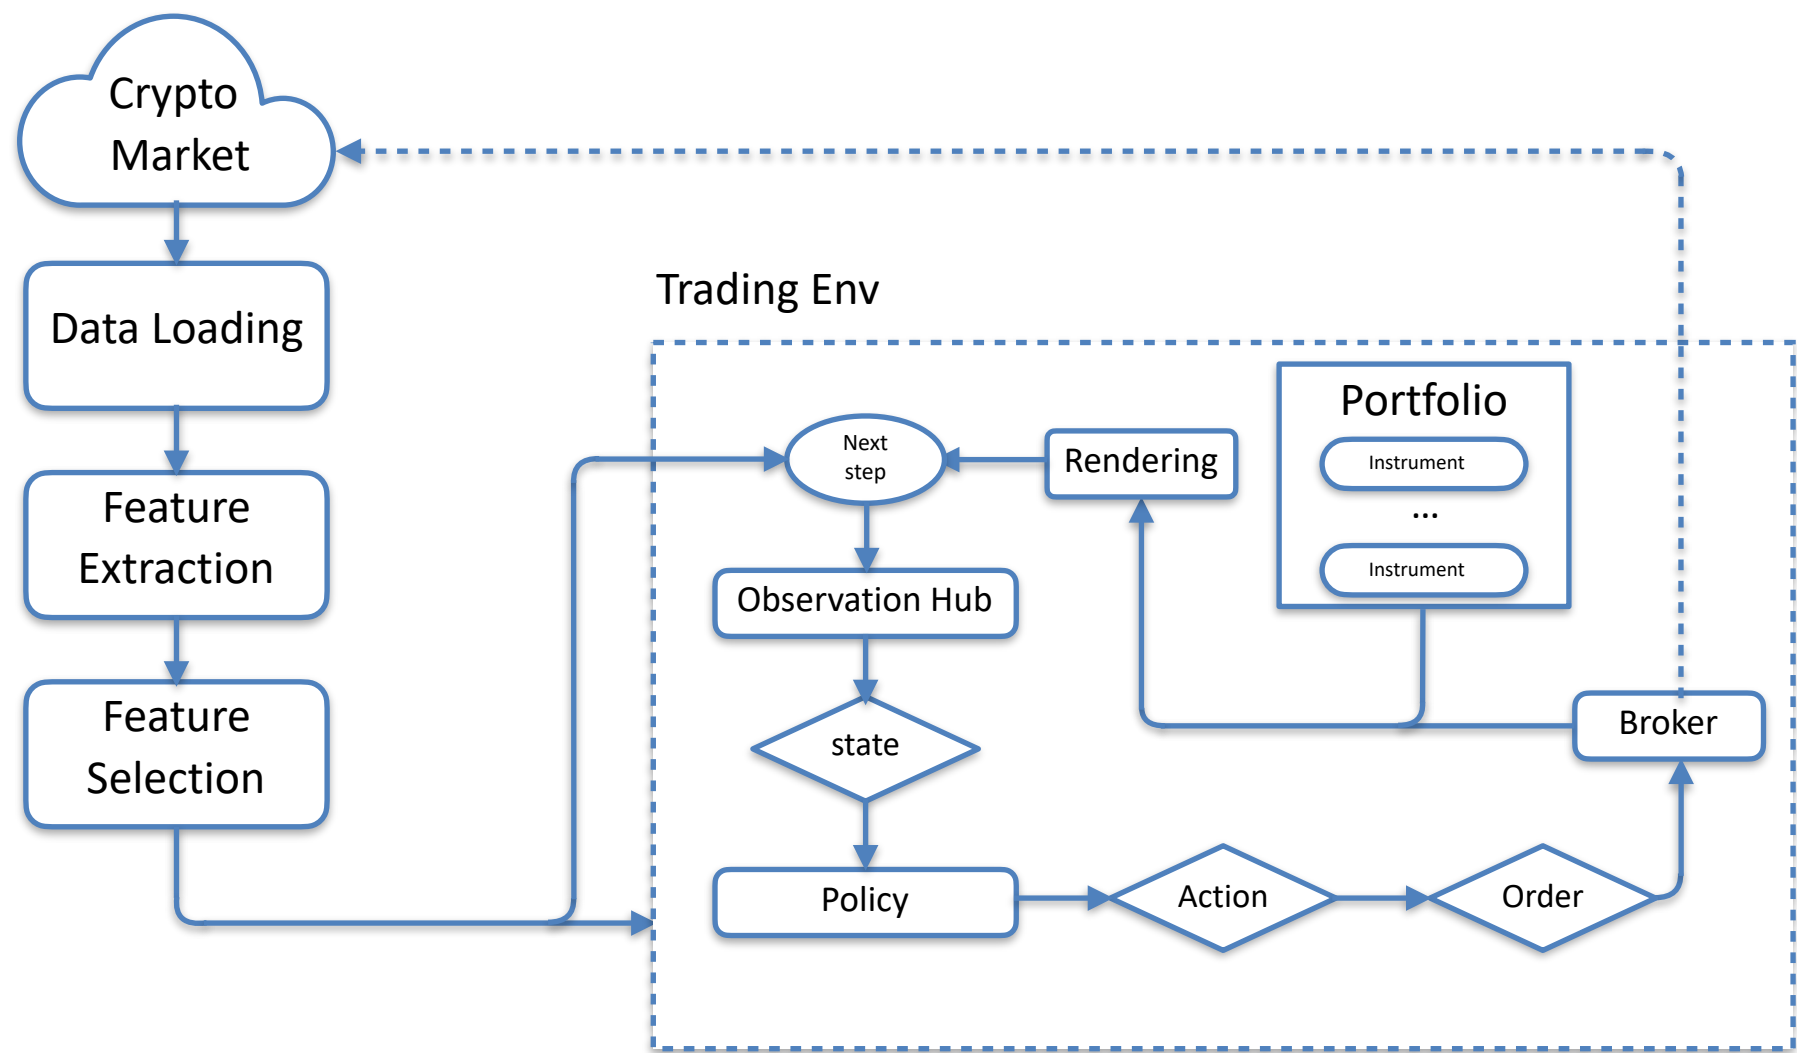 Crypto
Market
Data Loading
Feature
Extraction
Feature
Selection
Trading Env
Next
step
Rendering
Portfolio
Instrument
...
Instrument
Observation Hub
state
Broker
Policy
Action
Order